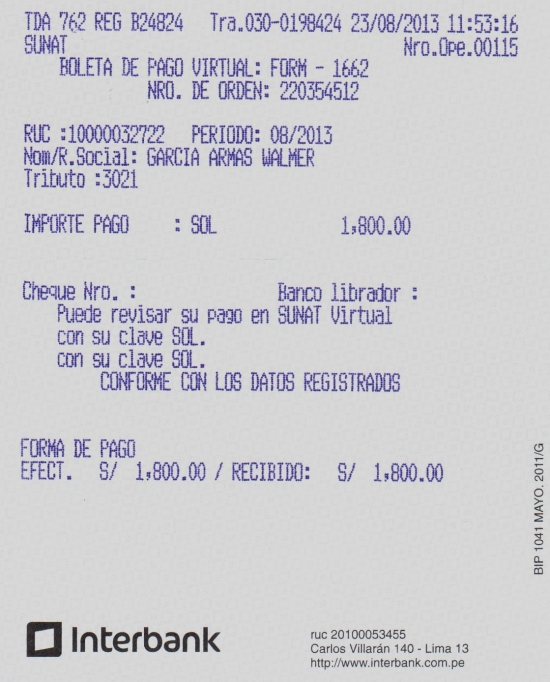 TDA 762 REG B24824 Tra.030-0198424 23/08/2013 11:53:16
SUNAT Nro.Ope.00115
BOLETA DE PAGO VIRTUAL: FORM - 1662
NRO. DE ORDEN: 220354512
RUC :10000032722 PERIODO: 08/2013
Nom/R.Social: GARCIA ARMAS WALMER
Tributo :3021
IMPORTE PAGO : SOL 1,800.00
Cheque Nro. : Banco librador :
Puede revisar su pago en SUNAT Virtual
con su clave SOL.
con su clave SOL.
CONFORME CON LOS DATOS REGISTRADOS
FORMA DE PAGO
EFECT. S/ 1,800.00 / RECIBIDO: S/ 1,800.00
BIP 1041 MAYO. 2011/G
Interbank
ruc 20100053455
Carlos Villarán 140 - Lima 13
http://www.interbank.com.pe